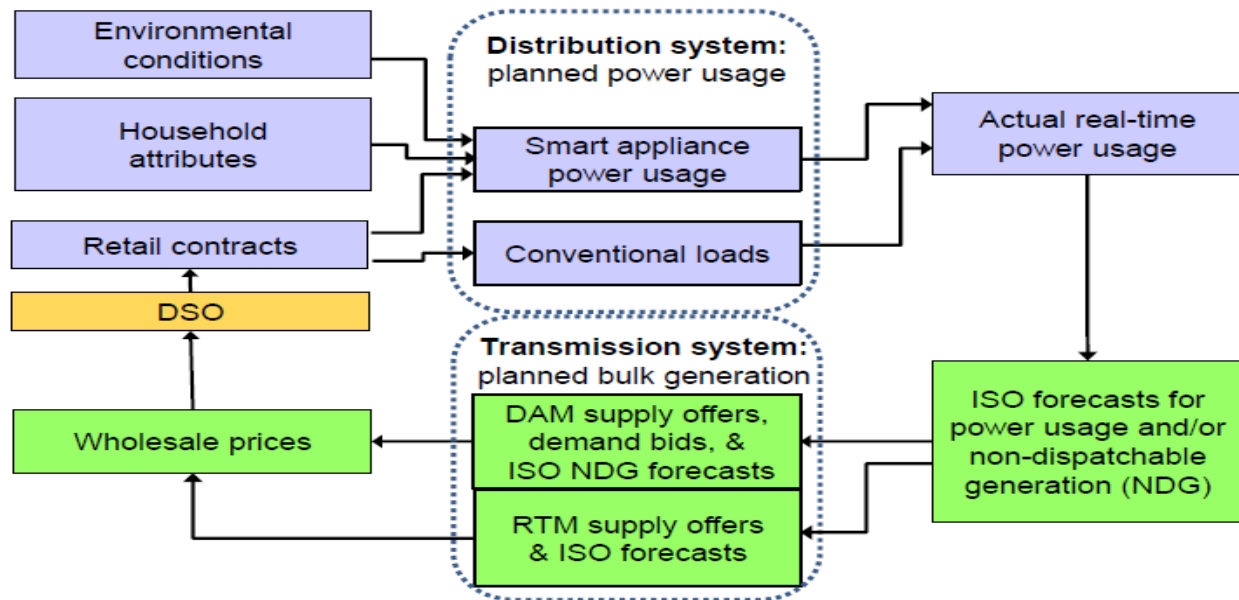 Environmental
conditions
Household
attributes
Retail contracts
DSO
Wholesale prices
Distribution system:
planned power usage
Smart appliance
power usage
Conventional loads
Transmission system:
planned bulk generation
DAM supply offers,
demand bids, &
ISO NDG forecasts
RTM supply offers
& ISO forecasts
Actual real-time
power usage
ISO forecasts for
power usage and/or
non-dispatchable
generation (NDG)